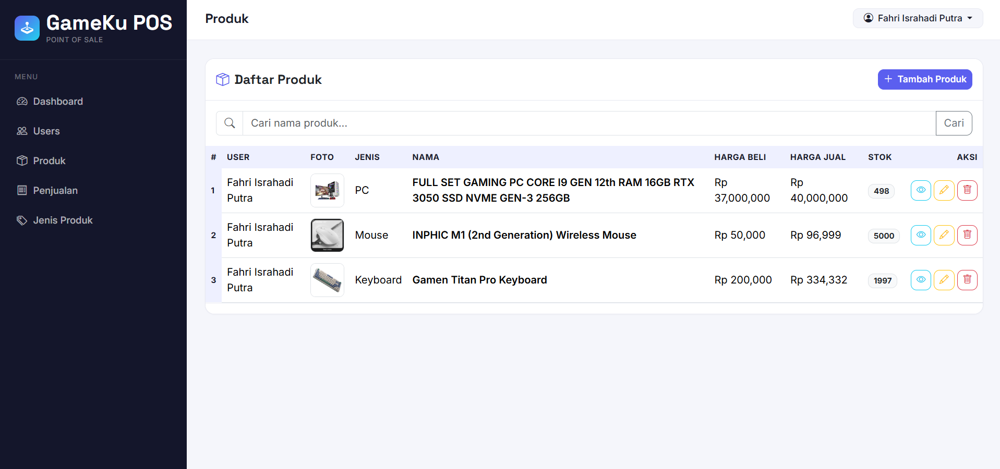 GameKu POS
POINT OF SALE
MENU
Dashboard
Users
Produk
Penjualan
Jenis Produk
Produk
Fahri Israhadi Putra
Daftar Produk
+ Tambah Produk
Cari nama produk...
Cari
# USER FOTO JENIS NAMA HARGA BELI HARGA JUAL STOK AKSI
1 Fahri Israhadi Putra PC FULL SET GAMING PC CORE I9 GEN 12th RAM 16GB RTX 3050 SSD NVME GEN-3 256GB Rp 37,000,000 Rp 40,000,000 498
2 Fahri Israhadi Putra Mouse INPHIC M1 (2nd Generation) Wireless Mouse Rp 50,000 Rp 96,999 5000
3 Fahri Israhadi Putra Keyboard Gamen Titan Pro Keyboard Rp 200,000 Rp 334,332 1997